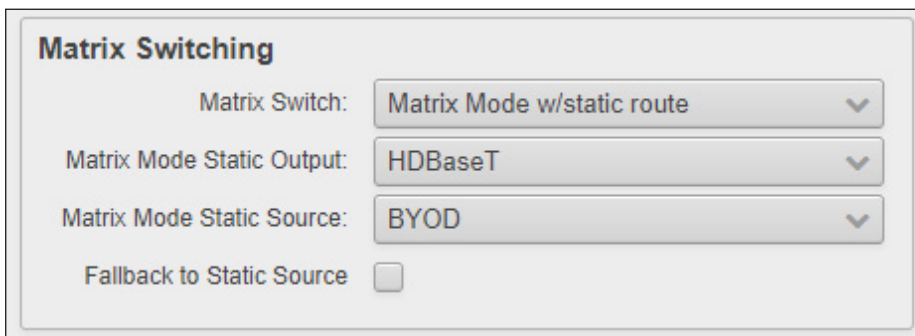 Matrix Switching
Matrix Switch: Matrix Mode w/static route
Matrix Mode Static Output: HDBaseT
Matrix Mode Static Source: BYOD
Fallback to Static Source